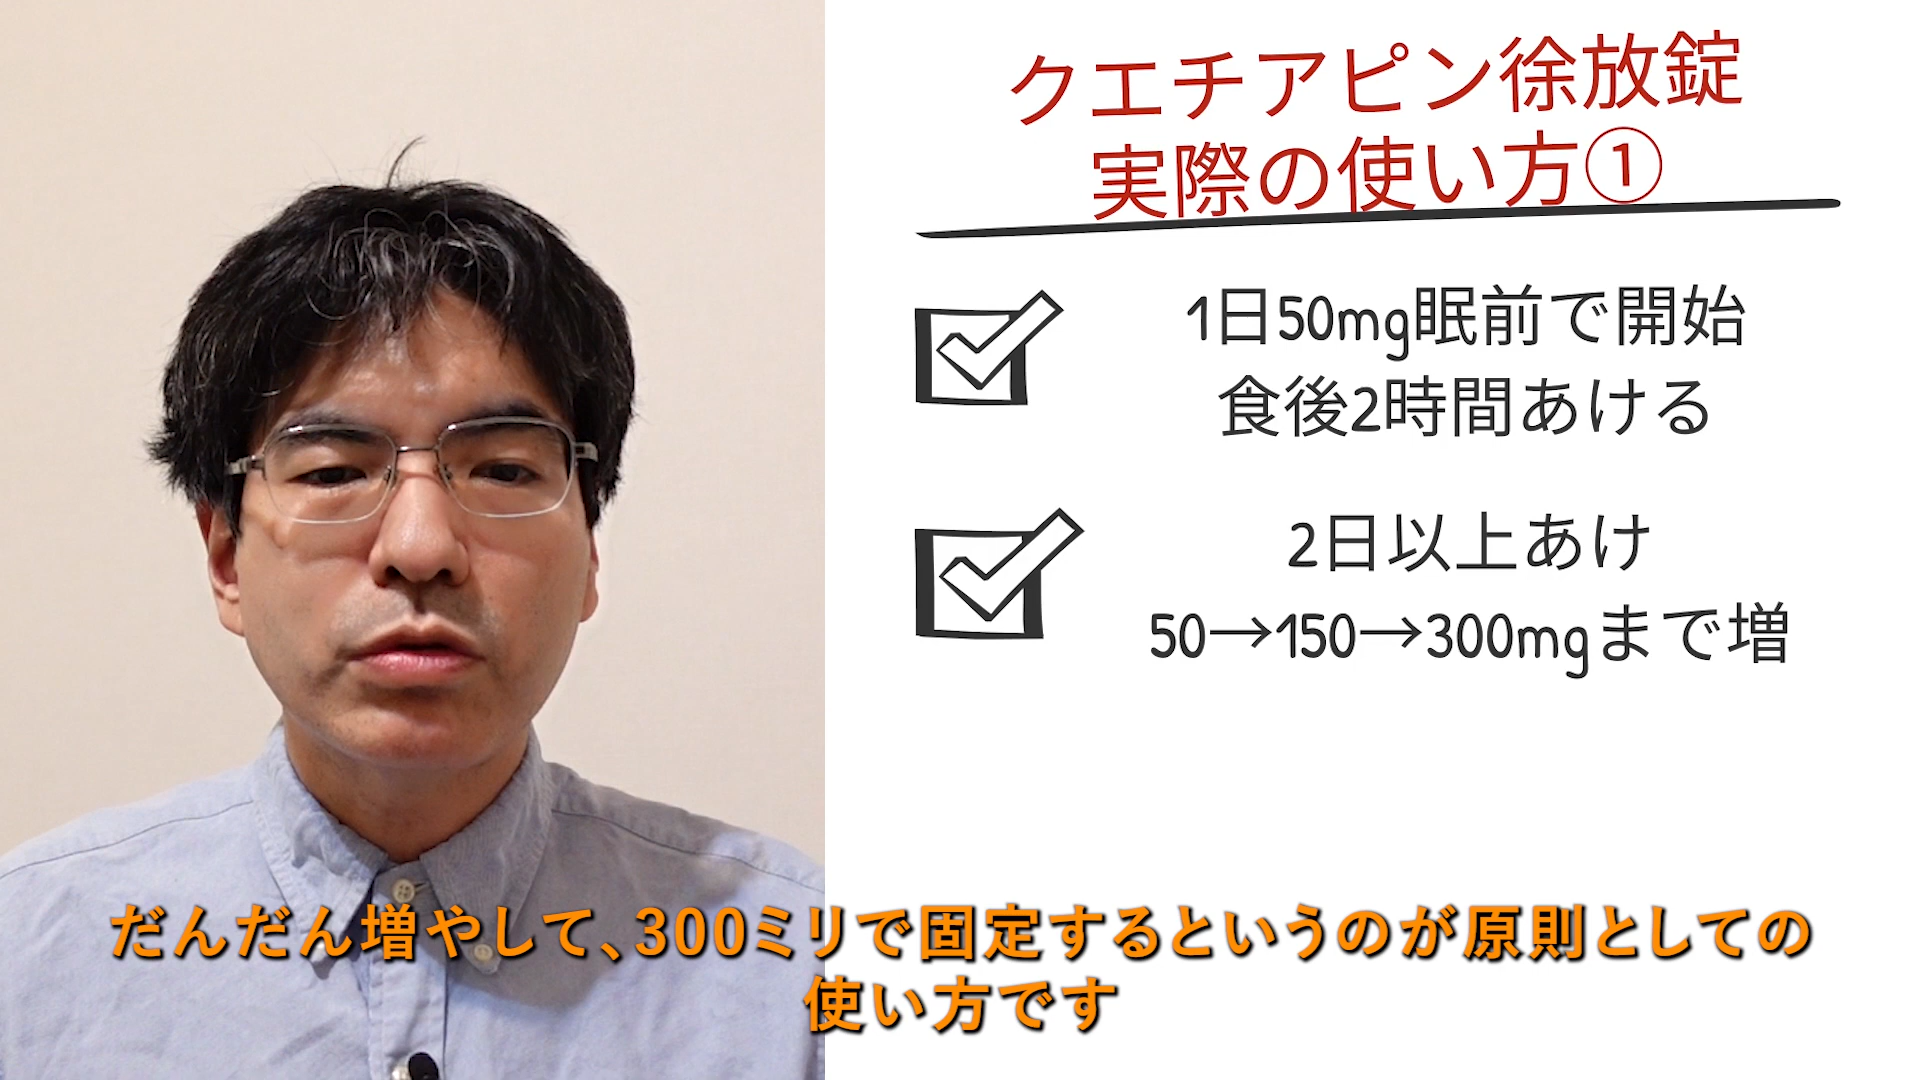 クエチアピン徐放錠
実際の使い方①
1日50mg眠前で開始
食後2時間あける
2日以上あけ
50→150→300mgまで増
だんだん増やして、300ミリで固定するというのが原則としての
使い方です